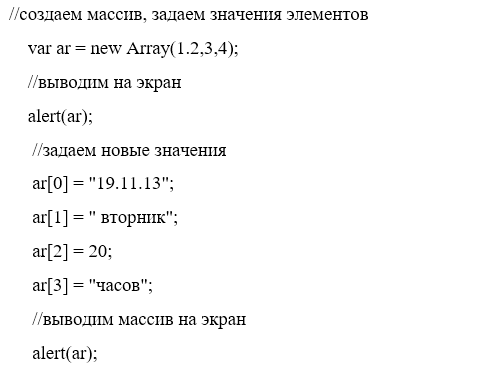 //создаем массив, задаем значения элементов
var ar = new Array(1.2,3,4);
//выводим на экран
alert(ar);
//задаем новые значения
ar[0] = "19.11.13";
ar[1] = " вторник";
ar[2] = 20;
ar[3] = "часов";
//выводим массив на экран
alert(ar);